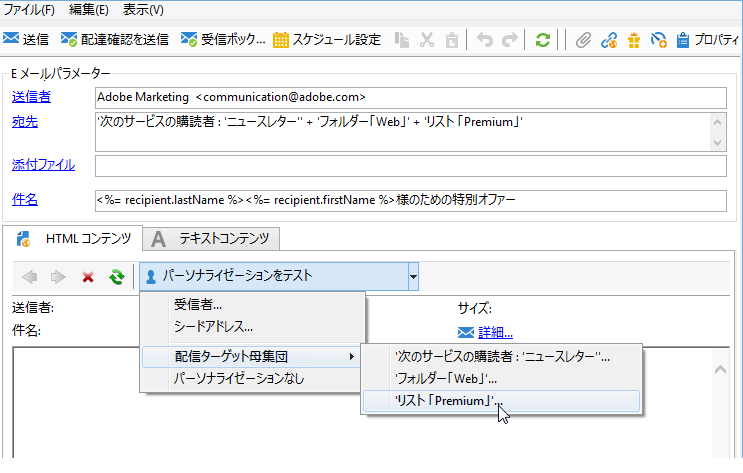 ファイル(F) 編集(E) 表示(V)
送信 配達確認を送信 受信ボック... スケジュール設定 プロパティ
E メールパラメーター
送信者 Adobe Marketing <communication@adobe.com>
宛先 '次のサービスの購読者 : 'ニュースレター'' + 'フォルダー「Web」' + 'リスト 「Premium」'
添付ファイル
件名 <%= recipient.lastName %><%= recipient.firstName %>様のための特別オファー
HTML コンテンツ A テキストコンテンツ
パーソナライゼーションをテスト
送信者: サイズ:
件名: 詳細...
受信者...
シードアドレス...
配信ターゲット母集団
パーソナライゼーションなし
'次のサービスの購読者 : 'ニュースレター''...
'フォルダー「Web」'...
'リスト 「Premium」'...